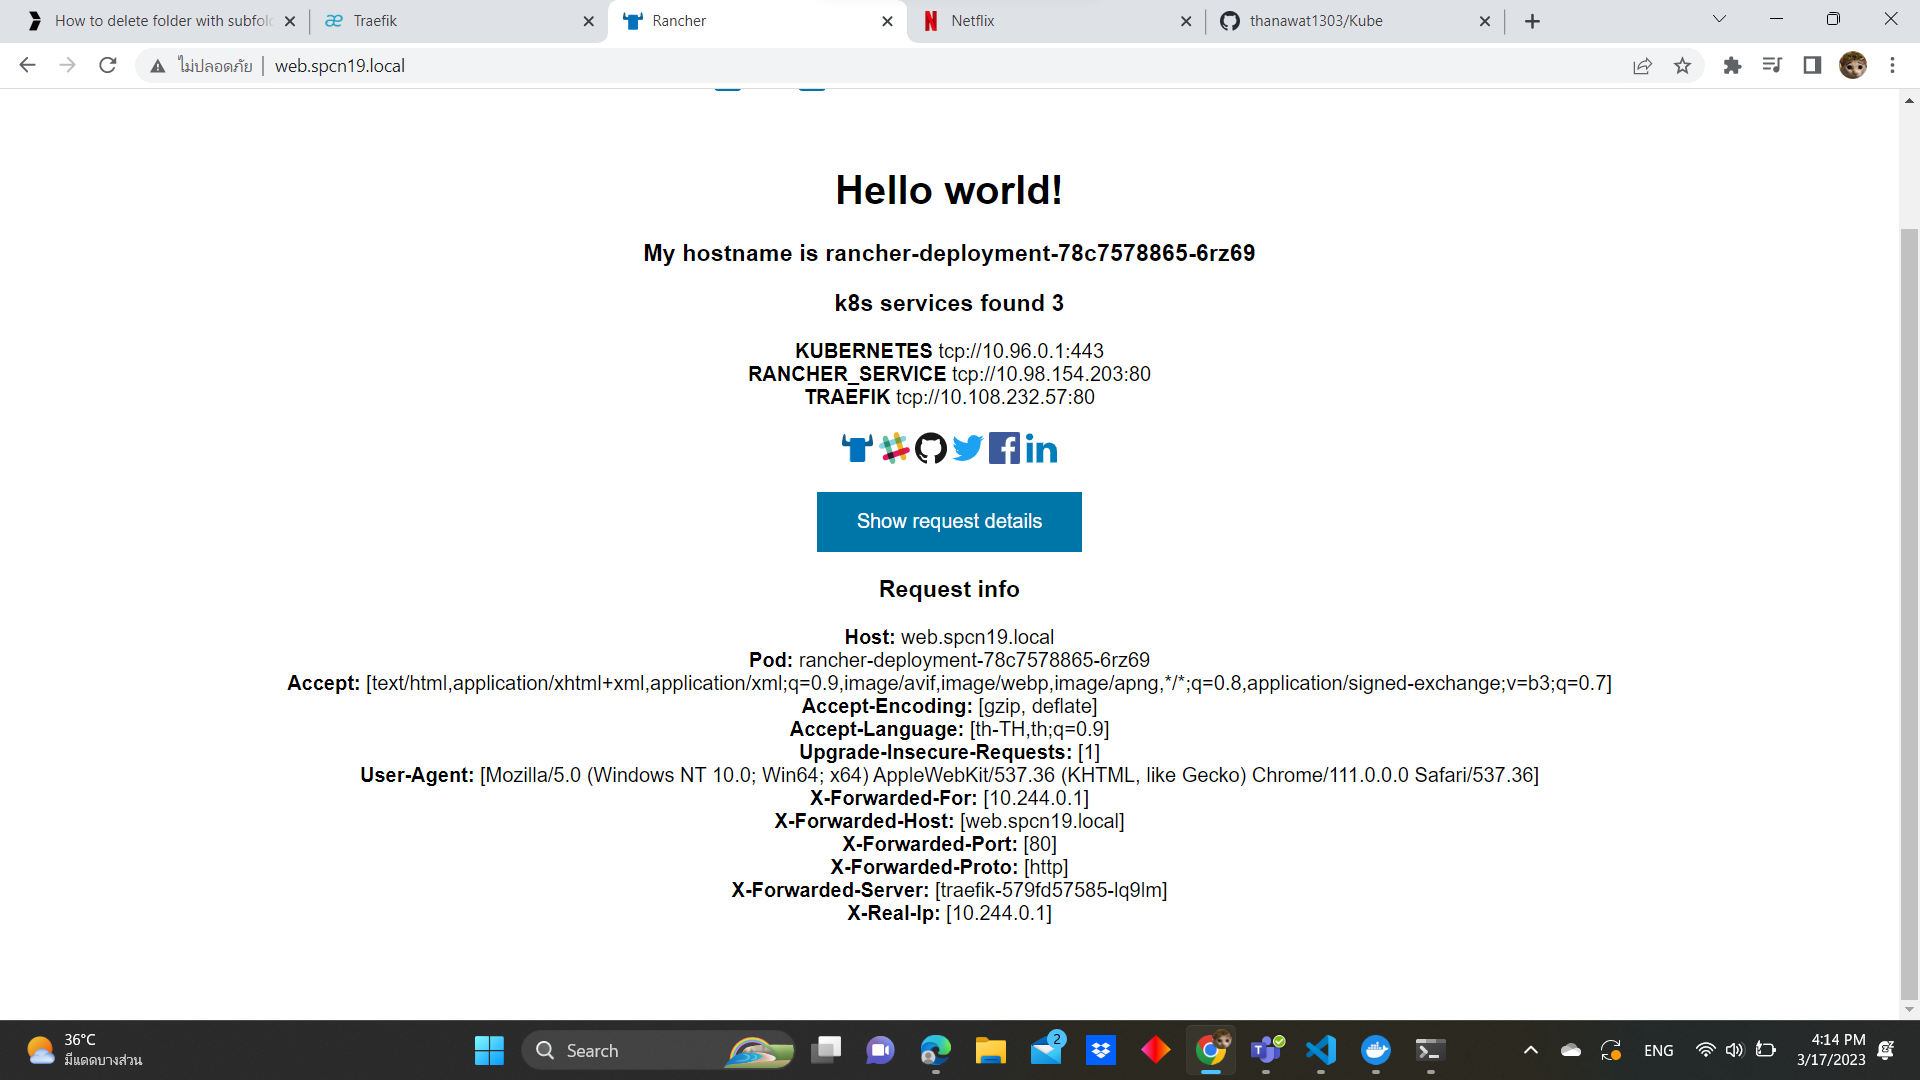 How to delete folder with subfol
Traefik
Rancher
Netflix
thanawat1303/Kube
ไม่ปลอดภัย
web.spcn19.local
Hello world!
My hostname is rancher-deployment-78c7578865-6rz69
k8s services found 3
KUBERNETES tcp://10.96.0.1:443
RANCHER_SERVICE tcp://10.98.154.203:80
TRAEFIK tcp://10.108.232.57:80
Show request details
Request info
Host: web.spcn19.local
Pod: rancher-deployment-78c7578865-6rz69
Accept: [text/html,application/xhtml+xml,application/xml;q=0.9,image/avif,image/webp,image/apng,*/*;q=0.8,application/signed-exchange;v=b3;q=0.7]
Accept-Encoding: [gzip, deflate]
Accept-Language: [th-TH,th;q=0.9]
Upgrade-Insecure-Requests: [1]
User-Agent: [Mozilla/5.0 (Windows NT 10.0; Win64; x64) AppleWebKit/537.36 (KHTML, like Gecko) Chrome/111.0.0.0 Safari/537.36]
X-Forwarded-For: [10.244.0.1]
X-Forwarded-Host: [web.spcn19.local]
X-Forwarded-Port: [80]
X-Forwarded-Proto: [http]
X-Forwarded-Server: [traefik-579fd57585-lq9lm]
X-Real-Ip: [10.244.0.1]
36°C
มีแดดบางส่วน
Search
2
ENG
4:14 PM
3/17/2023